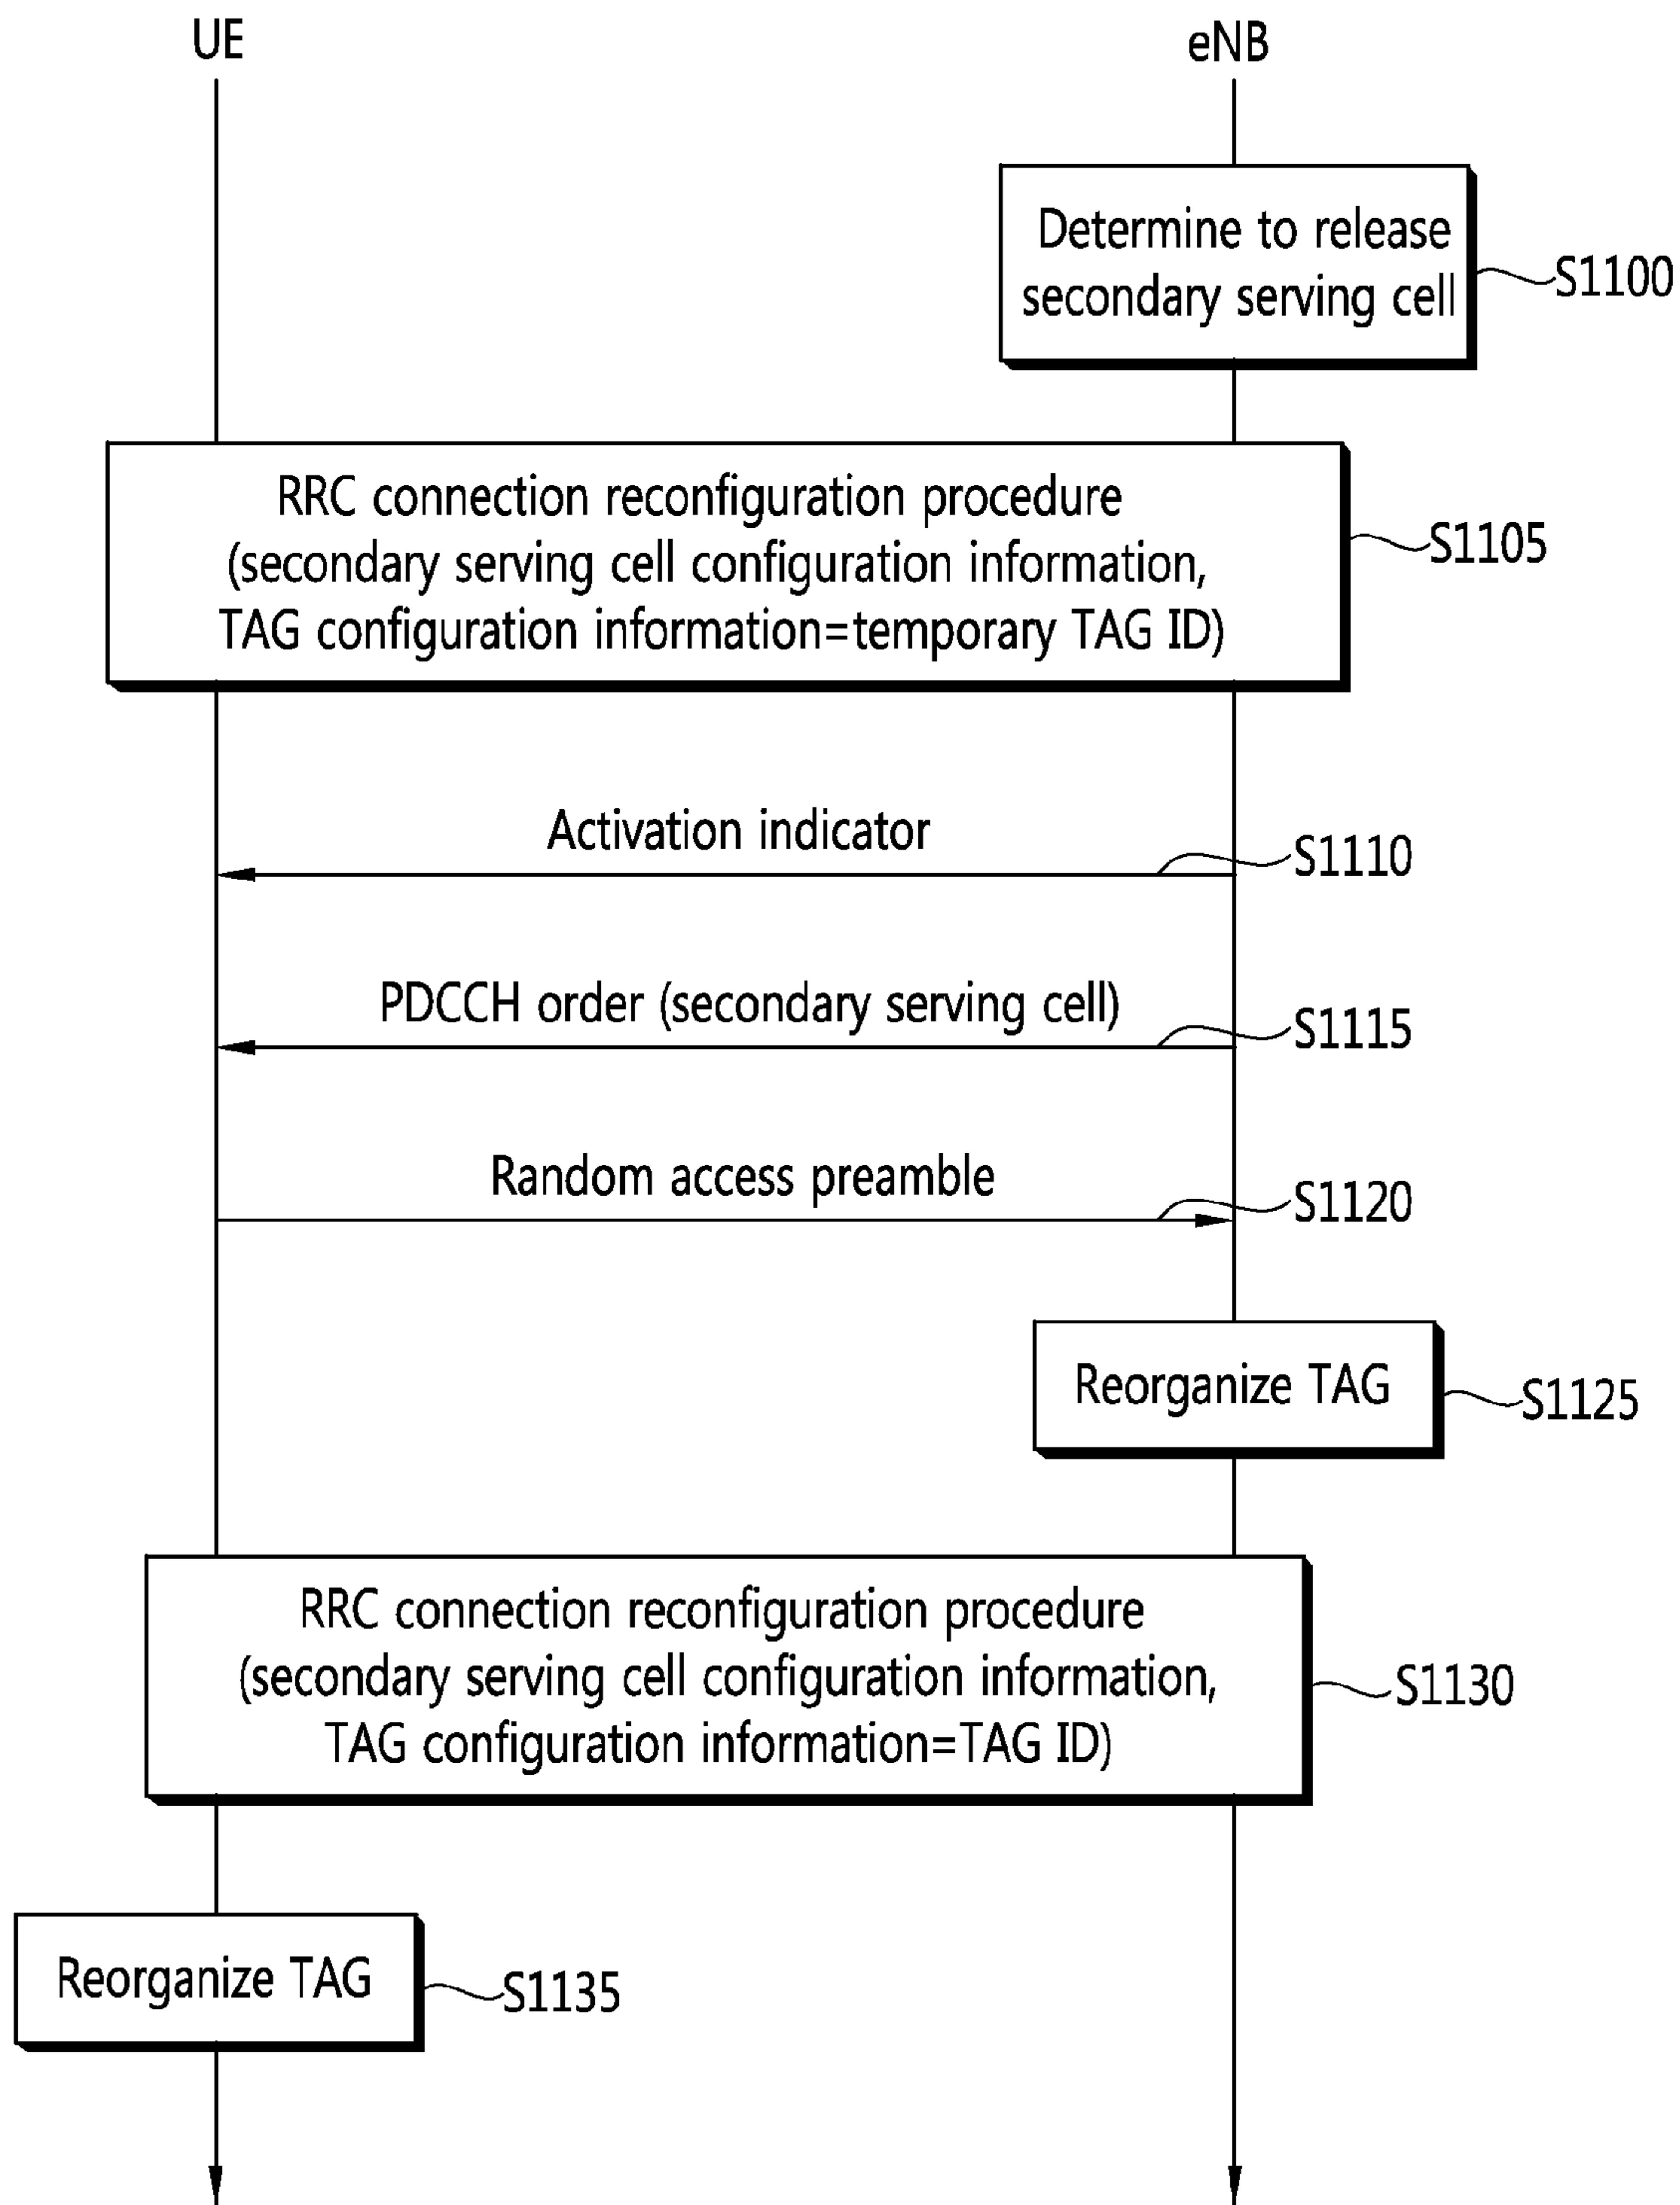 UE
eNB
Determine to release
secondary serving cell
S1100
RRC connection reconfiguration procedure
(secondary serving cell configuration information,
TAG configuration information=temporary TAG ID)
S1105
Activation indicator
S1110
PDCCH order (secondary serving cell)
S1115
Random access preamble
S1120
Reorganize TAG
S1125
RRC connection reconfiguration procedure
(secondary serving cell configuration information,
TAG configuration information=TAG ID)
S1130
Reorganize TAG
S1135